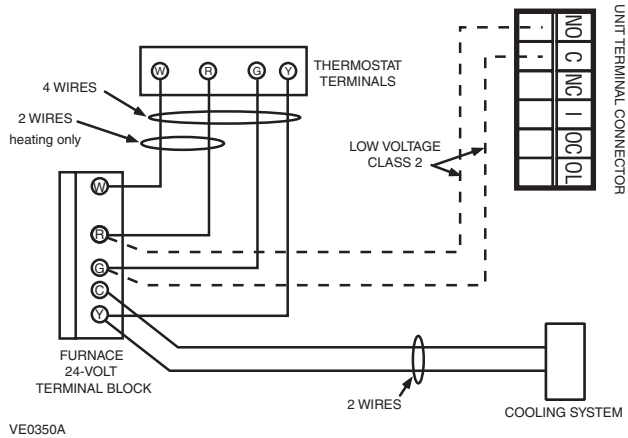 UNIT TERMINAL CONNECTOR
NO
C
NC
I
OC
OL
W
R
G
Y
THERMOSTAT
TERMINALS
4 WIRES
2 WIRES
heating only
LOW VOLTAGE
CLASS 2
W
R
G
C
Y
FURNACE
24-VOLT
TERMINAL BLOCK
2 WIRES
COOLING SYSTEM
VE0350A